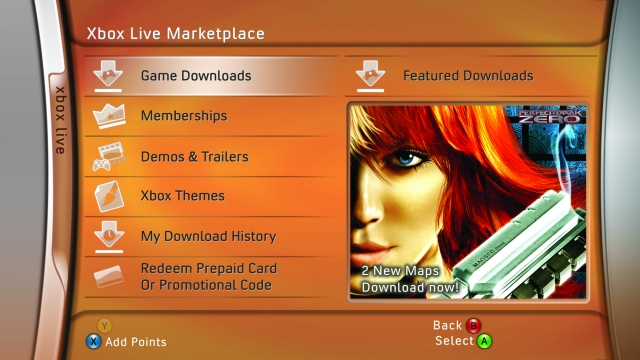 Xbox Live Marketplace
xbox live
Game Downloads
Memberships
Demos & Trailers
Xbox Themes
My Download History
Redeem Prepaid Card
Or Promotional Code
Featured Downloads
PERFECT DARK
ZERO
2 New Maps
Download now!
Y
X Add Points
Back B
Select A